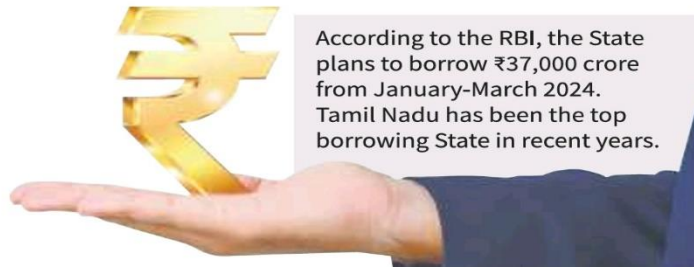 According to the RBI, the State
plans to borrow ₹37,000 crore
from January-March 2024.
Tamil Nadu has been the top
borrowing State in recent years.